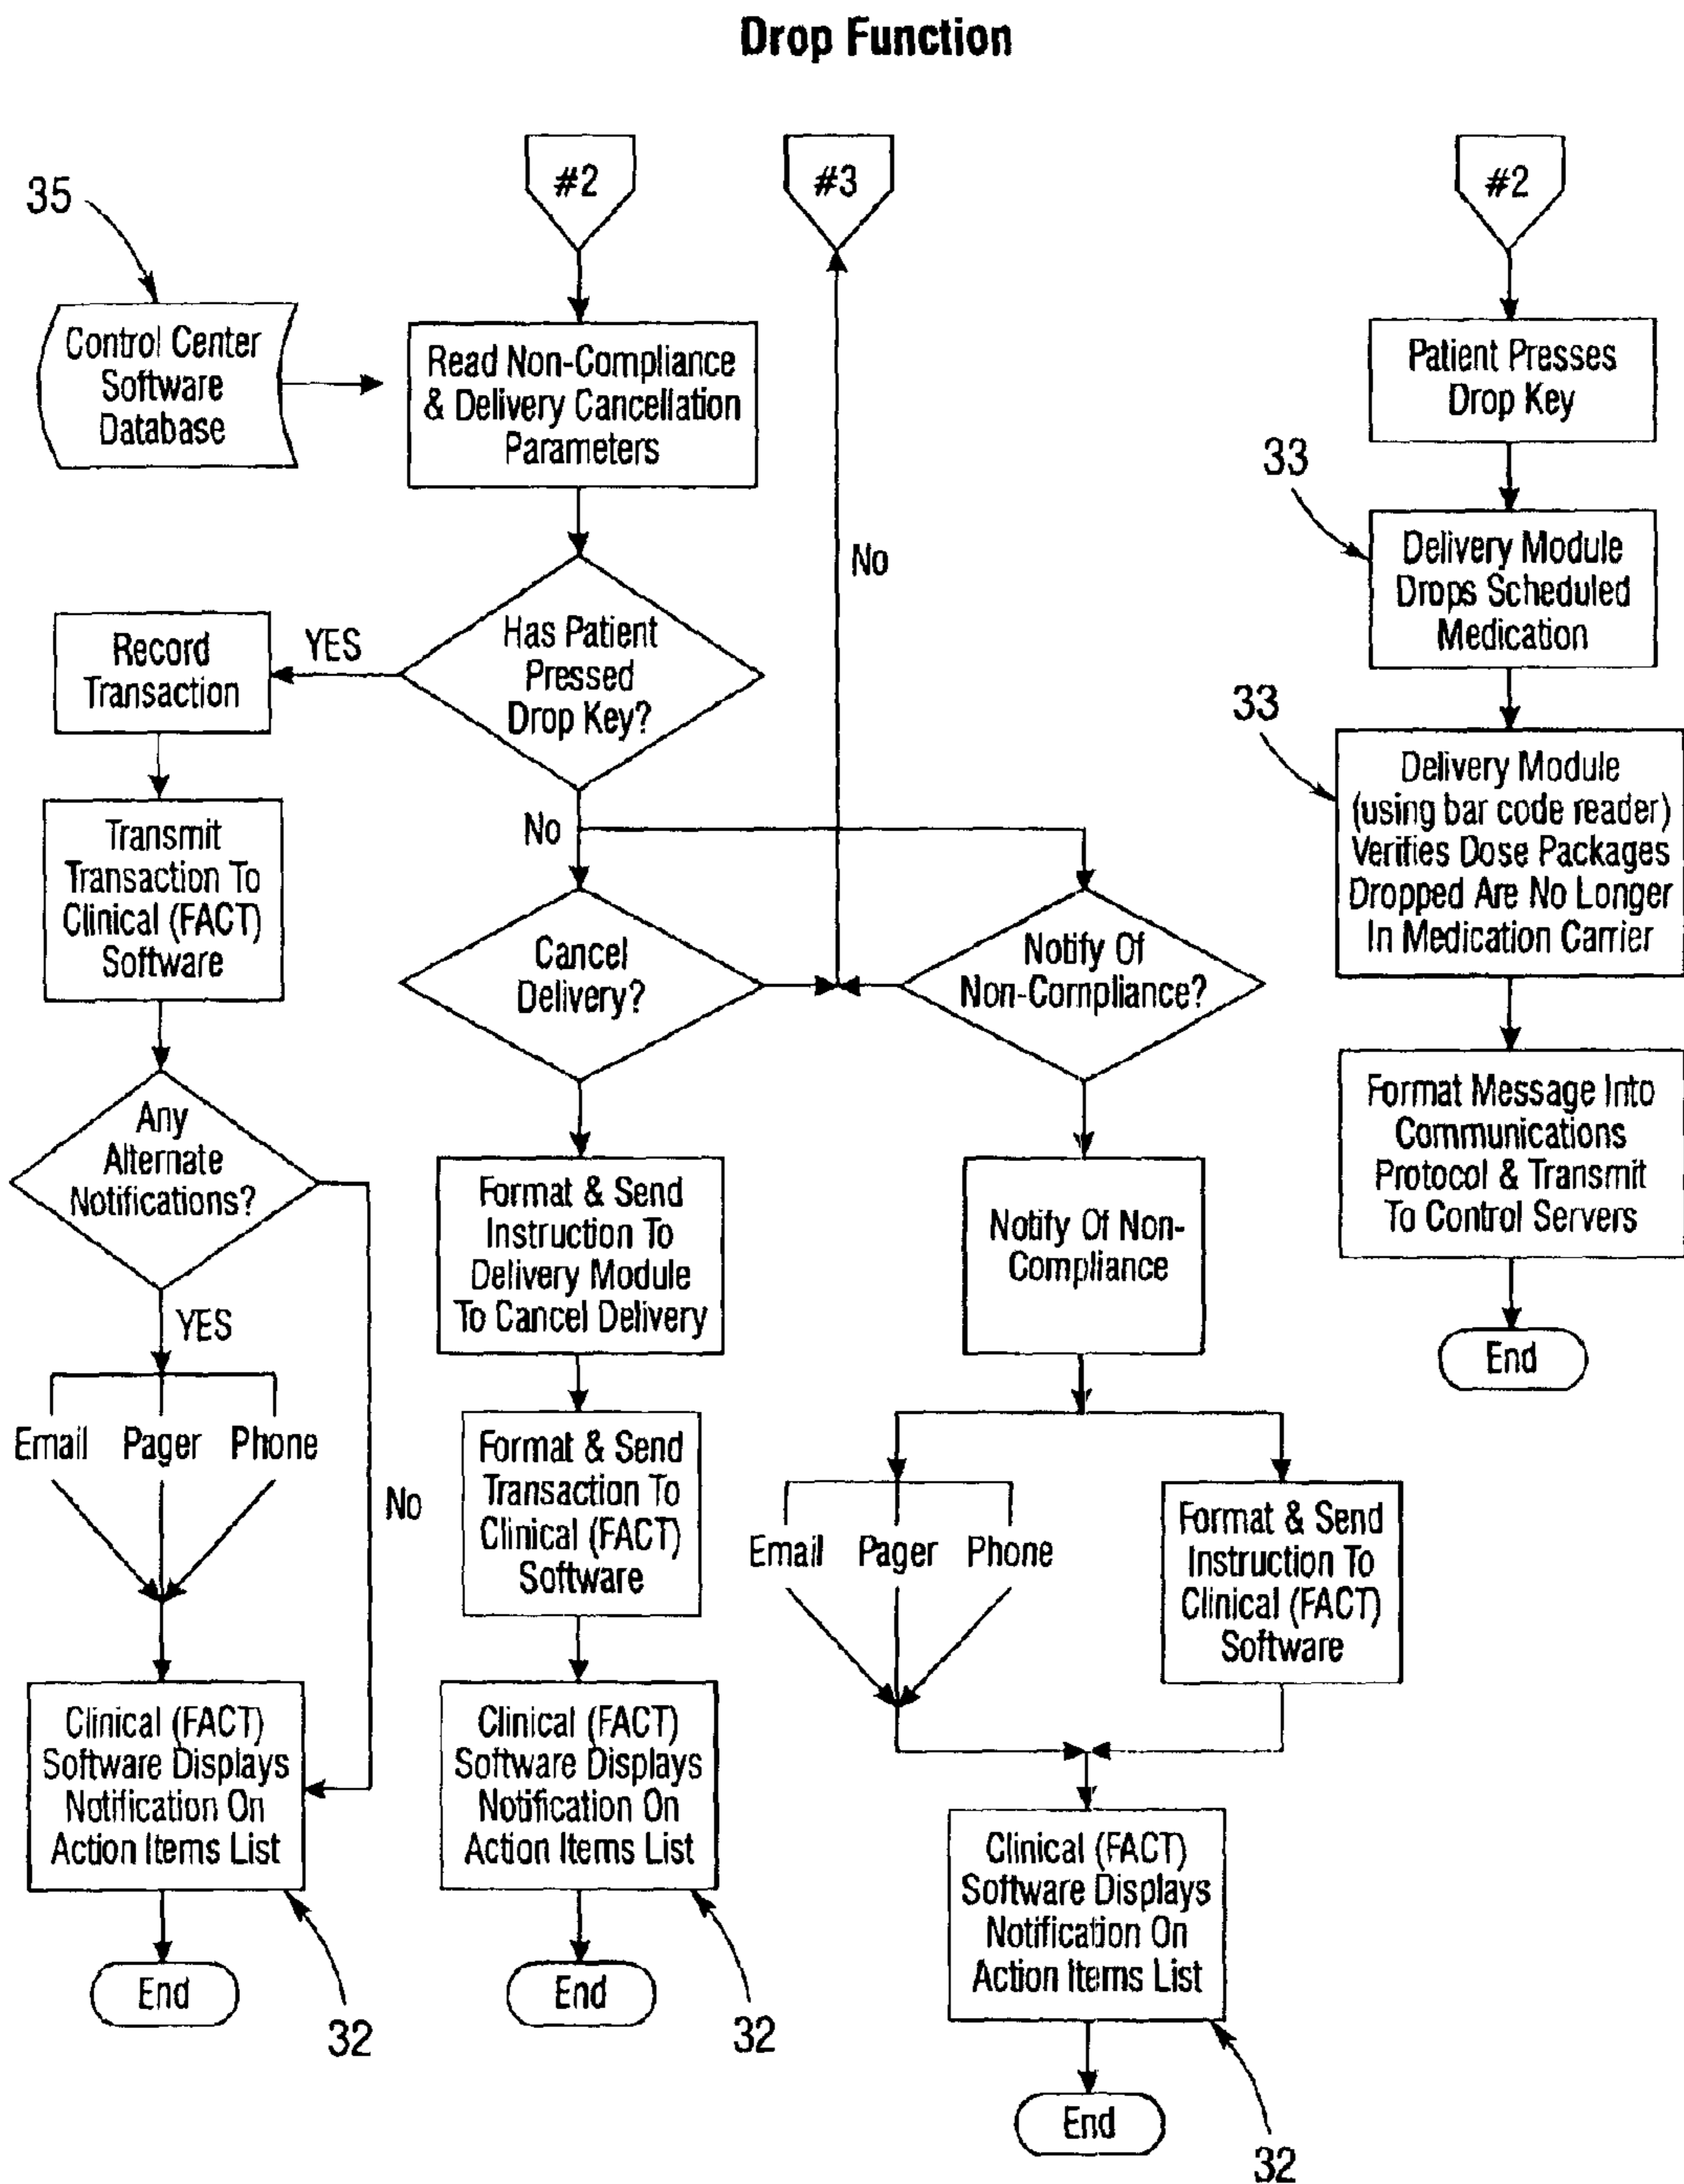 Drop Function
#2
#3
#2
35
Control Center
Software
Database
Read Non-Compliance
& Delivery Cancellation
Parameters
Patient Presses
Drop Key
33
Delivery Module
Drops Scheduled
Medication
No
Has Patient
Pressed
Drop Key?
YES
Record
Transaction
33
Delivery Module
(using bar code reader)
Verifies Dose Packages
Dropped Are No Longer
In Medication Carrier
Transmit
Transaction To
Clinical (FACT)
Software
No
Cancel
Delivery?
Notify Of
Non-Compliance?
Format Message Into
Communications
Protocol & Transmit
To Control Servers
End
Any
Alternate
Notifications?
YES
No
Email
Pager
Phone
Format & Send
Instruction To
Delivery Module
To Cancel Delivery
Notify Of Non-
Compliance
Format & Send
Transaction To
Clinical (FACT)
Software
Email
Pager
Phone
Format & Send
Instruction To
Clinical (FACT)
Software
Clinical (FACT)
Software Displays
Notification On
Action Items List
32
End
Clinical (FACT)
Software Displays
Notification On
Action Items List
32
End
Clinical (FACT)
Software Displays
Notification On
Action Items List
32
End